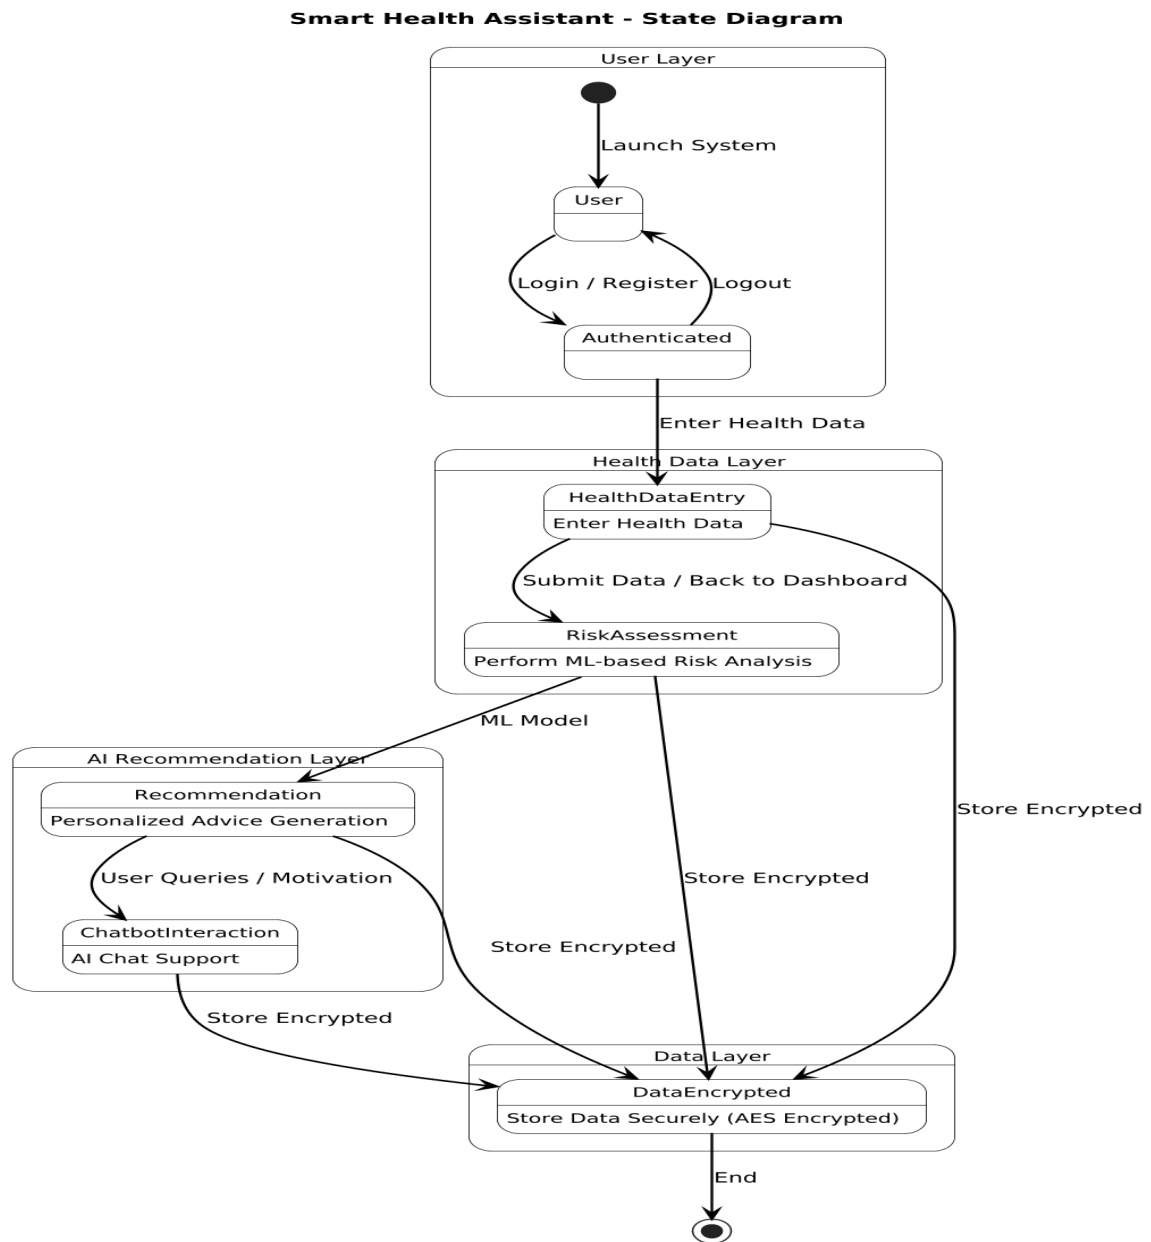 Smart Health Assistant - State Diagram
User Layer
Launch System
User
Login / Register
Logout
Authenticated
Enter Health Data
Health Data Layer
HealthDataEntry
Enter Health Data
Submit Data / Back to Dashboard
RiskAssessment
Perform ML-based Risk Analysis
ML Model
AI Recommendation Layer
Recommendation
Personalized Advice Generation
Store Encrypted
User Queries / Motivation
Store Encrypted
ChatbotInteraction
Store Encrypted
AI Chat Support
Store Encrypted
Data Layer
DataEncrypted
Store Data Securely (AES Encrypted)
End